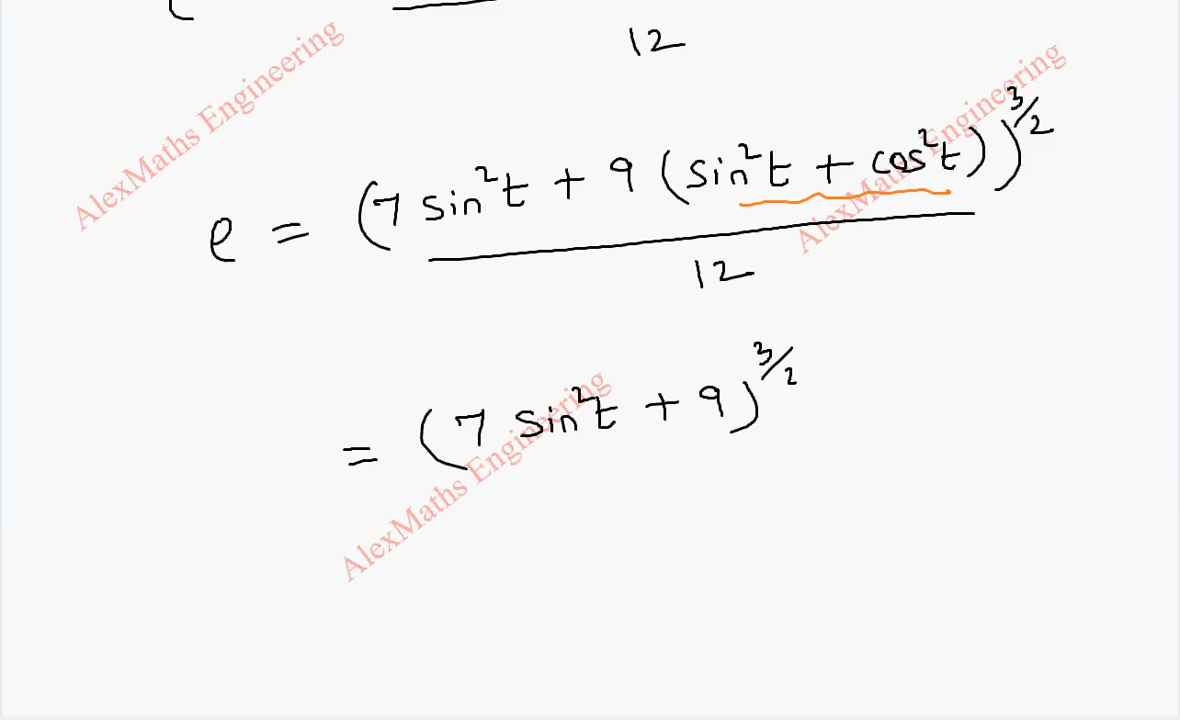 12
e = (7 sin²t + 9 (sin²t + cos²t))^3/2
12
= (7 sin²t + 9)^3/2
AlexMaths Engineering
AlexMaths Engineering
AlexMaths Engineering